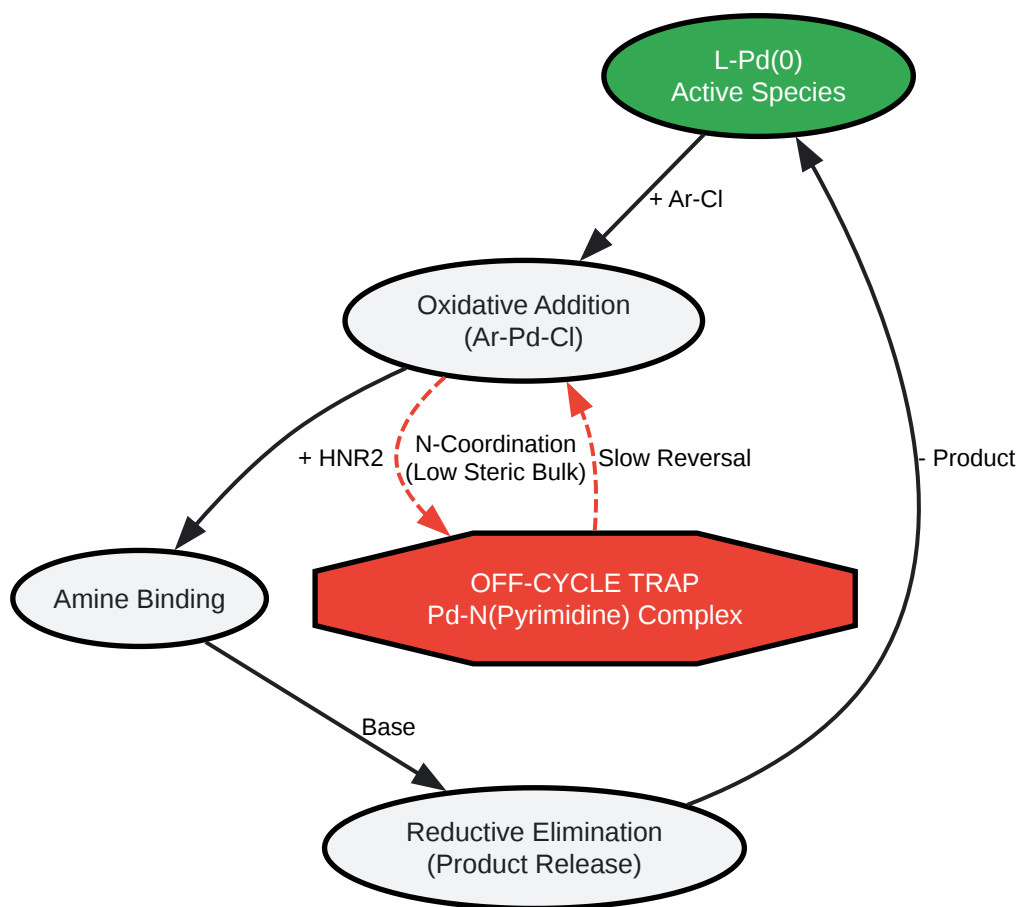 L-Pd(0)
Active Species
+ Ar-Cl
Oxidative Addition
(Ar-Pd-Cl)
+ HNR2
N-Coordination
(Low Steric Bulk)
Slow Reversal
- Product
Amine Binding
OFF-CYCLE TRAP
Pd-N(Pyrimidine) Complex
Base
Reductive Elimination
(Product Release)